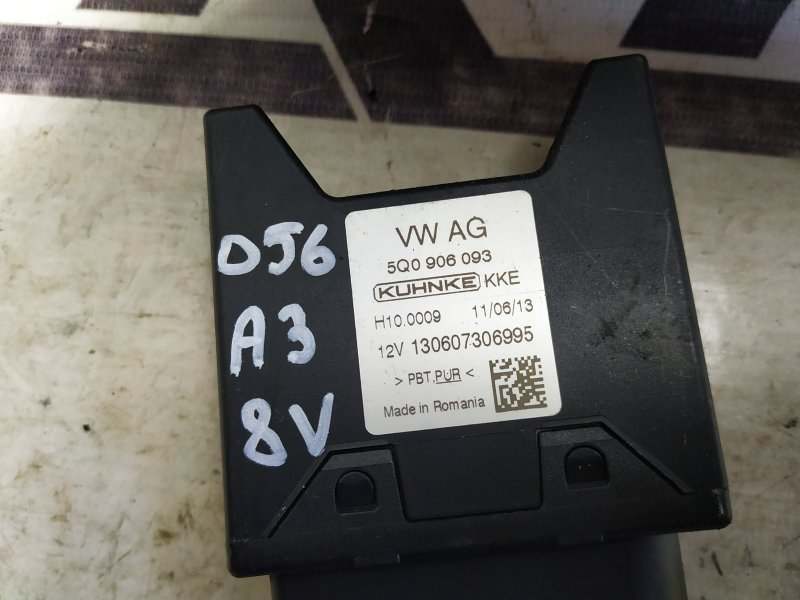 VW AG
5Q0 906 093
KUHNKE KKE
H10.0009 11/06/13
12V 130607306995
> PBT,PUR <
Made in Romania
056
A3
8V